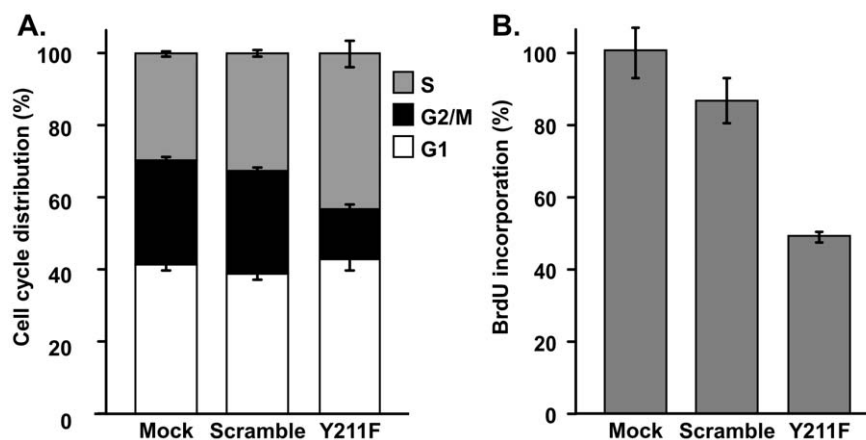 A.
Cell cycle distribution (%)
100
80
60
40
20
0
Mock Scramble Y211F
S
G2/M
G1
B.
BrdU incorporation (%)
100
80
60
40
20
0
Mock Scramble Y211F